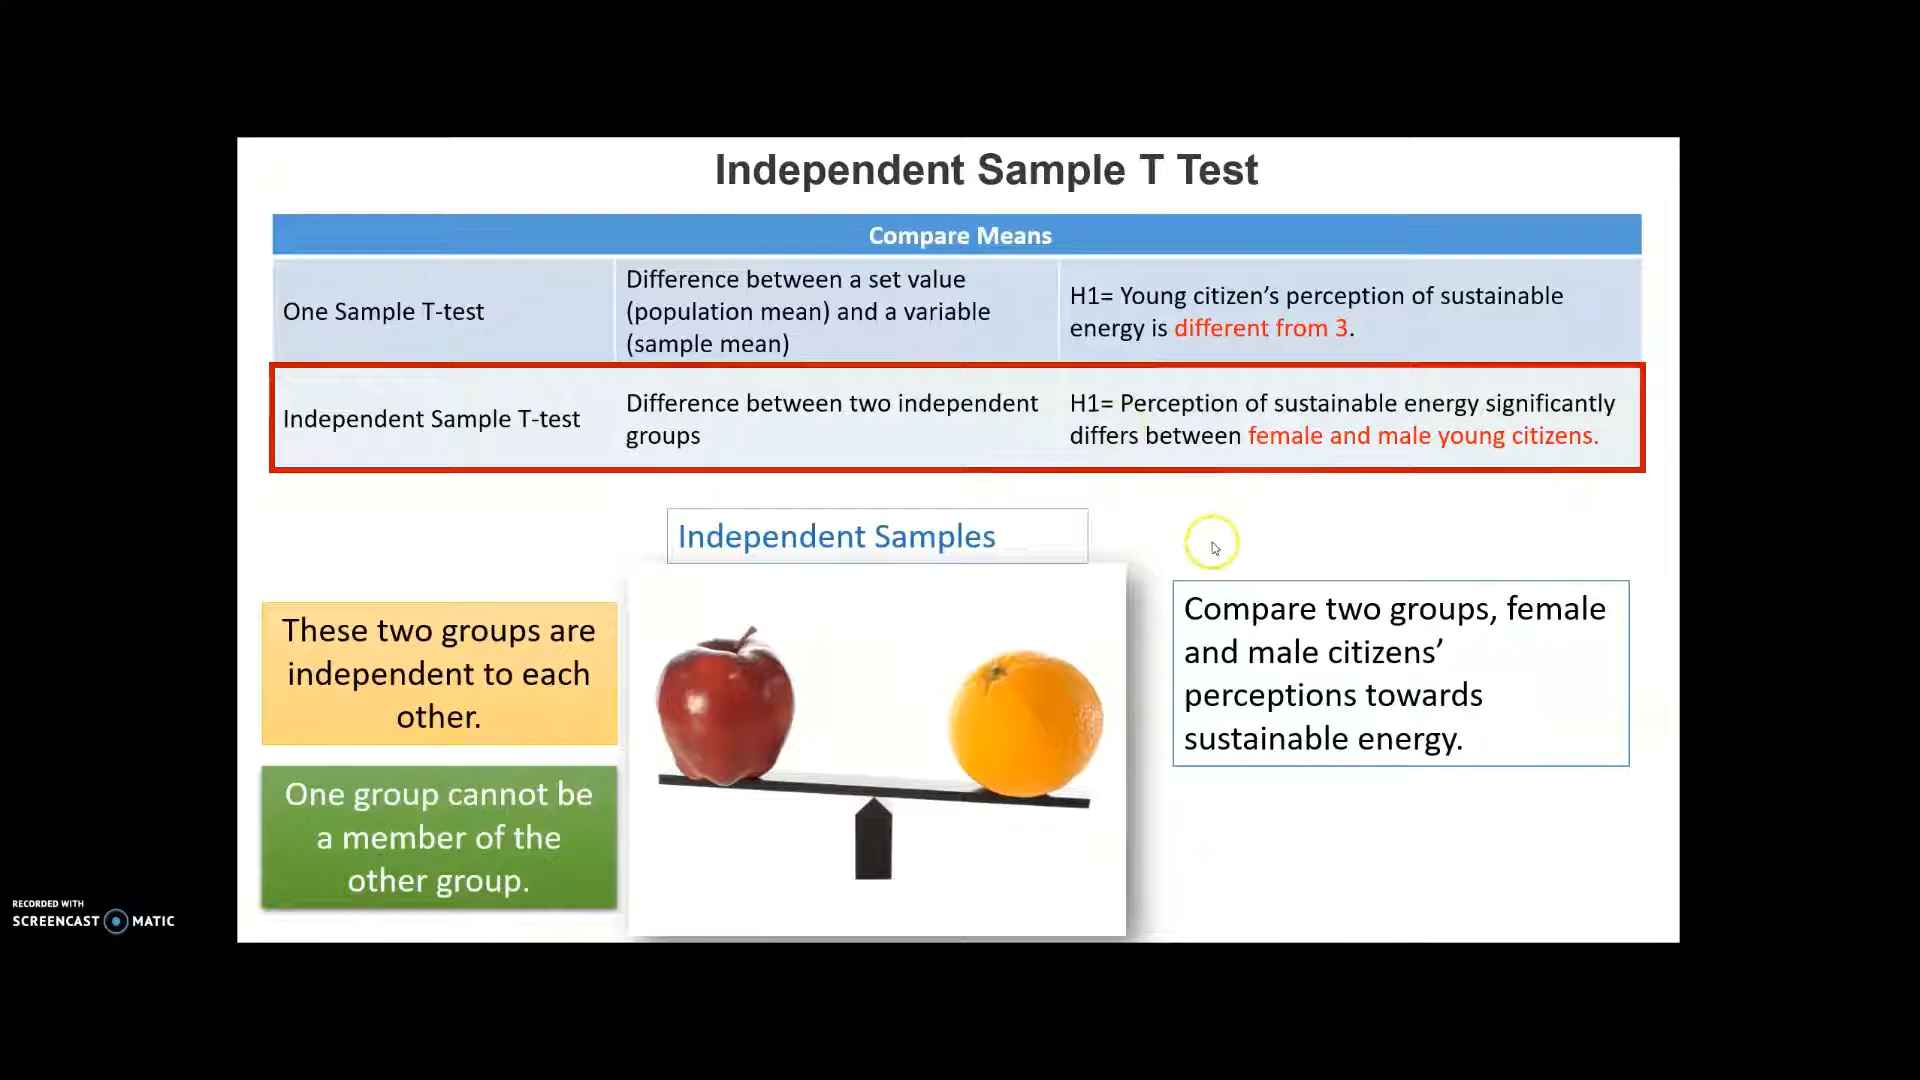 Independent Sample T Test
Compare Means
One Sample T-test
Difference between a set value
(population mean) and a variable
(sample mean)
H1= Young citizen’s perception of sustainable
energy is different from 3.
Independent Sample T-test
Difference between two independent
groups
H1= Perception of sustainable energy significantly
differs between female and male young citizens.
Independent Samples
These two groups are
independent to each
other.
One group cannot be
a member of the
other group.
Compare two groups, female
and male citizens’
perceptions towards
sustainable energy.
RECORDED WITH
SCREENCAST MATIC